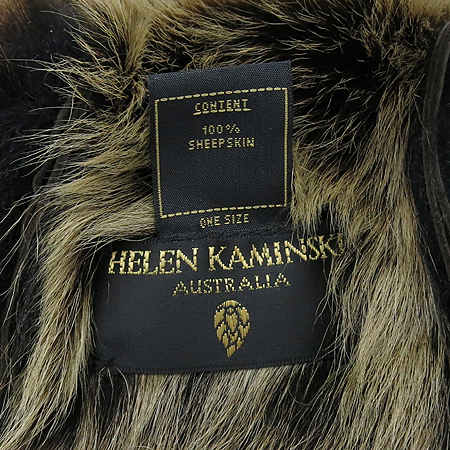 CONTENT
100%
SHEEPSKIN
ONE SIZE
HELEN KAMINSKI
AUSTRALIA